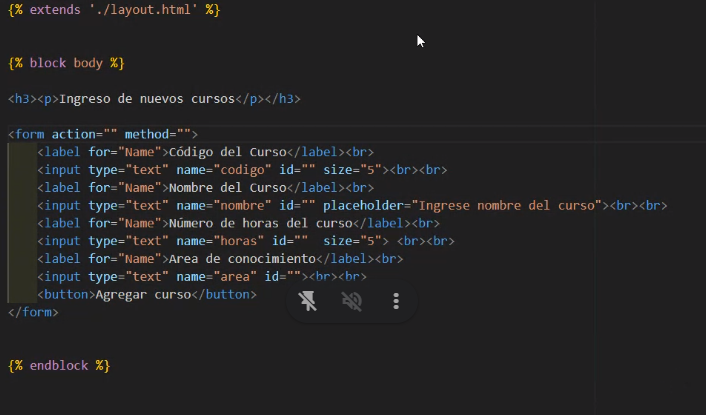 {% extends './layout.html' %}
{% block body %}
<h3><p>Ingreso de nuevos cursos</p></h3>
<form action="" method="">
<label for="Name">Código del Curso</label><br>
<input type="text" name="codigo" id="" size="5"><br><br>
<label for="Name">Nombre del Curso</label><br>
<input type="text" name="nombre" id="" placeholder="Ingrese nombre del curso"><br><br>
<label for="Name">Número de horas del curso</label><br>
<input type="text" name="horas" id=""  size="5"> <br><br>
<label for="Name">Area de conocimiento</label><br>
<input type="text" name="area" id=""><br><br>
<button>Agregar curso</button>
</form>
{% endblock %}